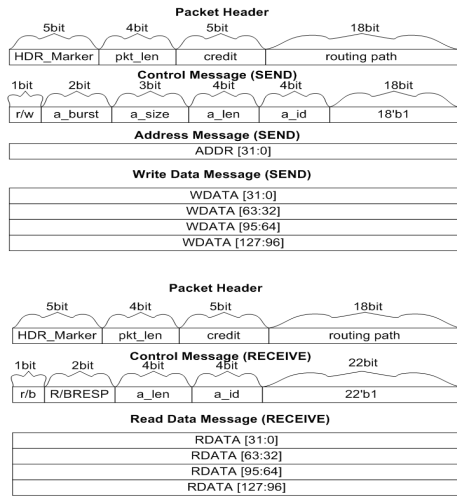 Packet Header
5bit 4bit 5bit 18bit
HDR_Marker pkt_len credit routing path
Control Message (SEND)
1bit 2bit 3bit 4bit 4bit 18bit
r/w a_burst a_size a_len a_id 18'b1
Address Message (SEND)
ADDR [31:0]
Write Data Message (SEND)
WDATA [31:0]
WDATA [63:32]
WDATA [95:64]
WDATA [127:96]
Packet Header
5bit 4bit 5bit 18bit
HDR_Marker pkt_len credit routing path
Control Message (RECEIVE)
1bit 2bit 4bit 4bit 22bit
r/b R/BRESP a_len a_id 22'b1
Read Data Message (RECEIVE)
RDATA [31:0]
RDATA [63:32]
RDATA [95:64]
RDATA [127:96]